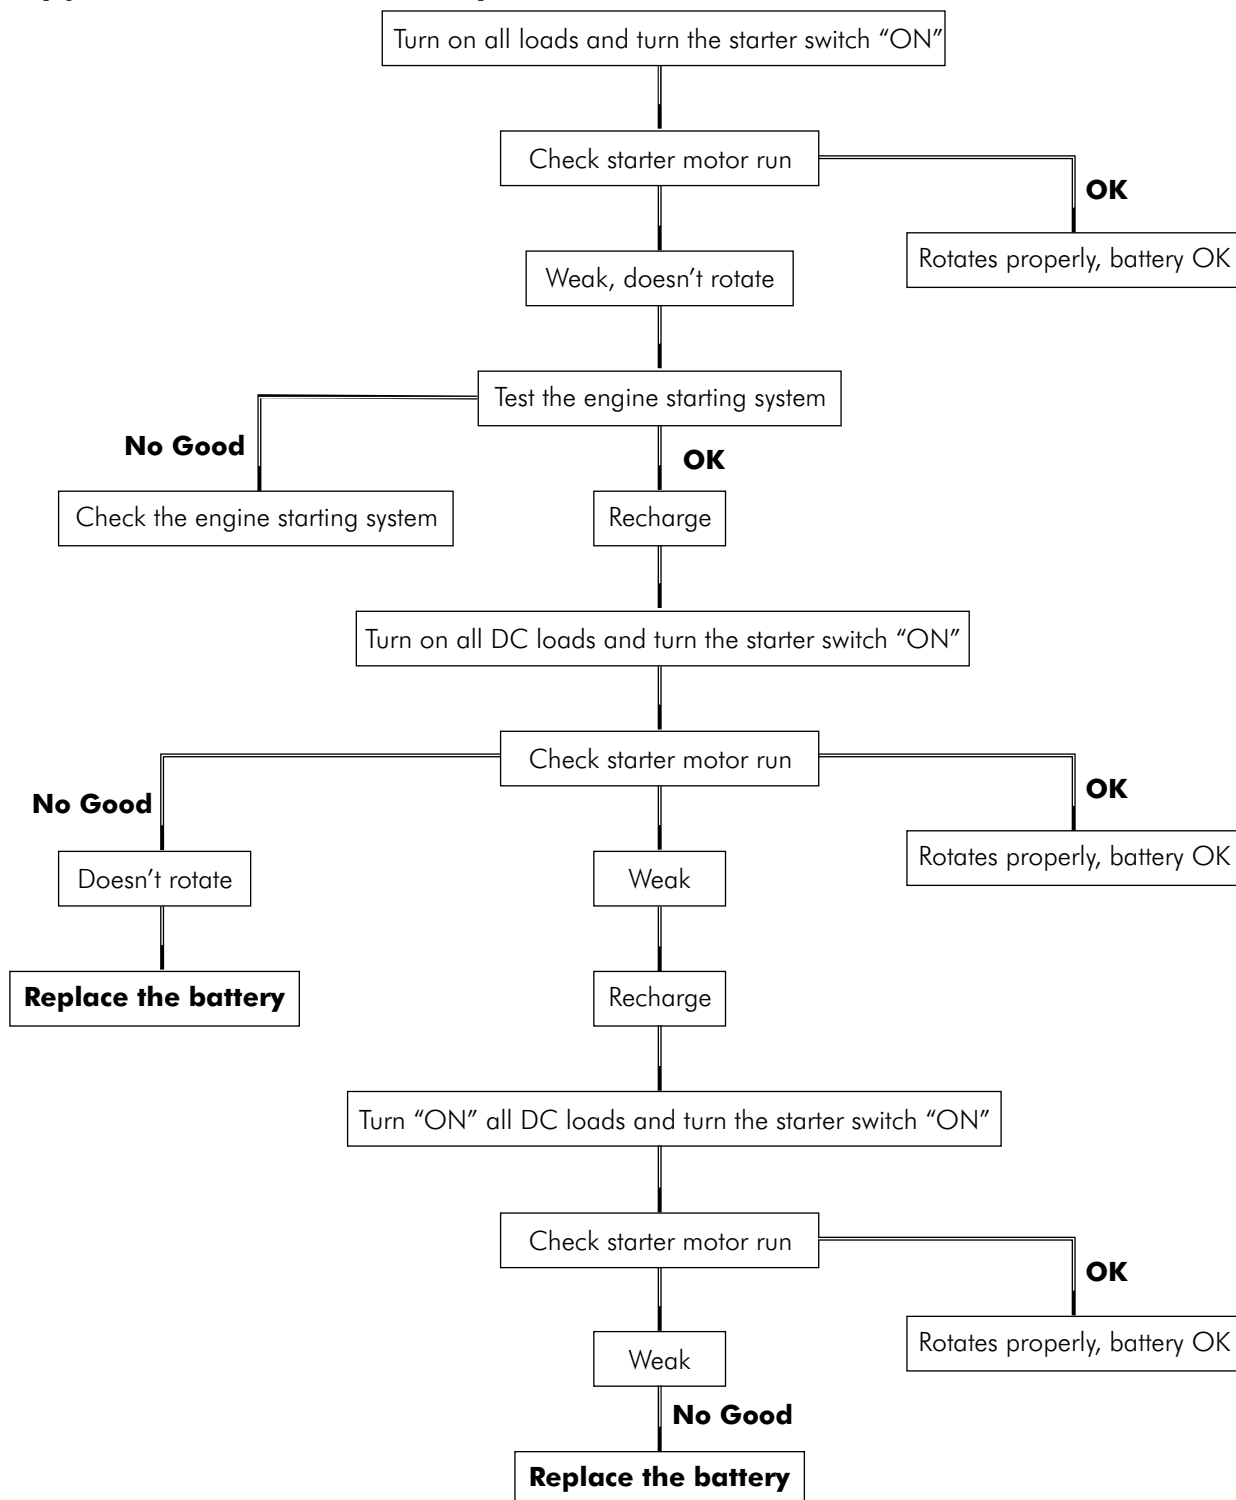 Turn on all loads and turn the starter switch “ON”
Check starter motor run
OK
Rotates properly, battery OK
Weak, doesn’t rotate
Test the engine starting system
No Good
OK
Check the engine starting system
Recharge
Turn on all DC loads and turn the starter switch “ON”
Check starter motor run
No Good
OK
Doesn’t rotate
Weak
Rotates properly, battery OK
Replace the battery
Recharge
Turn “ON” all DC loads and turn the starter switch “ON”
Check starter motor run
OK
Weak
Rotates properly, battery OK
No Good
Replace the battery